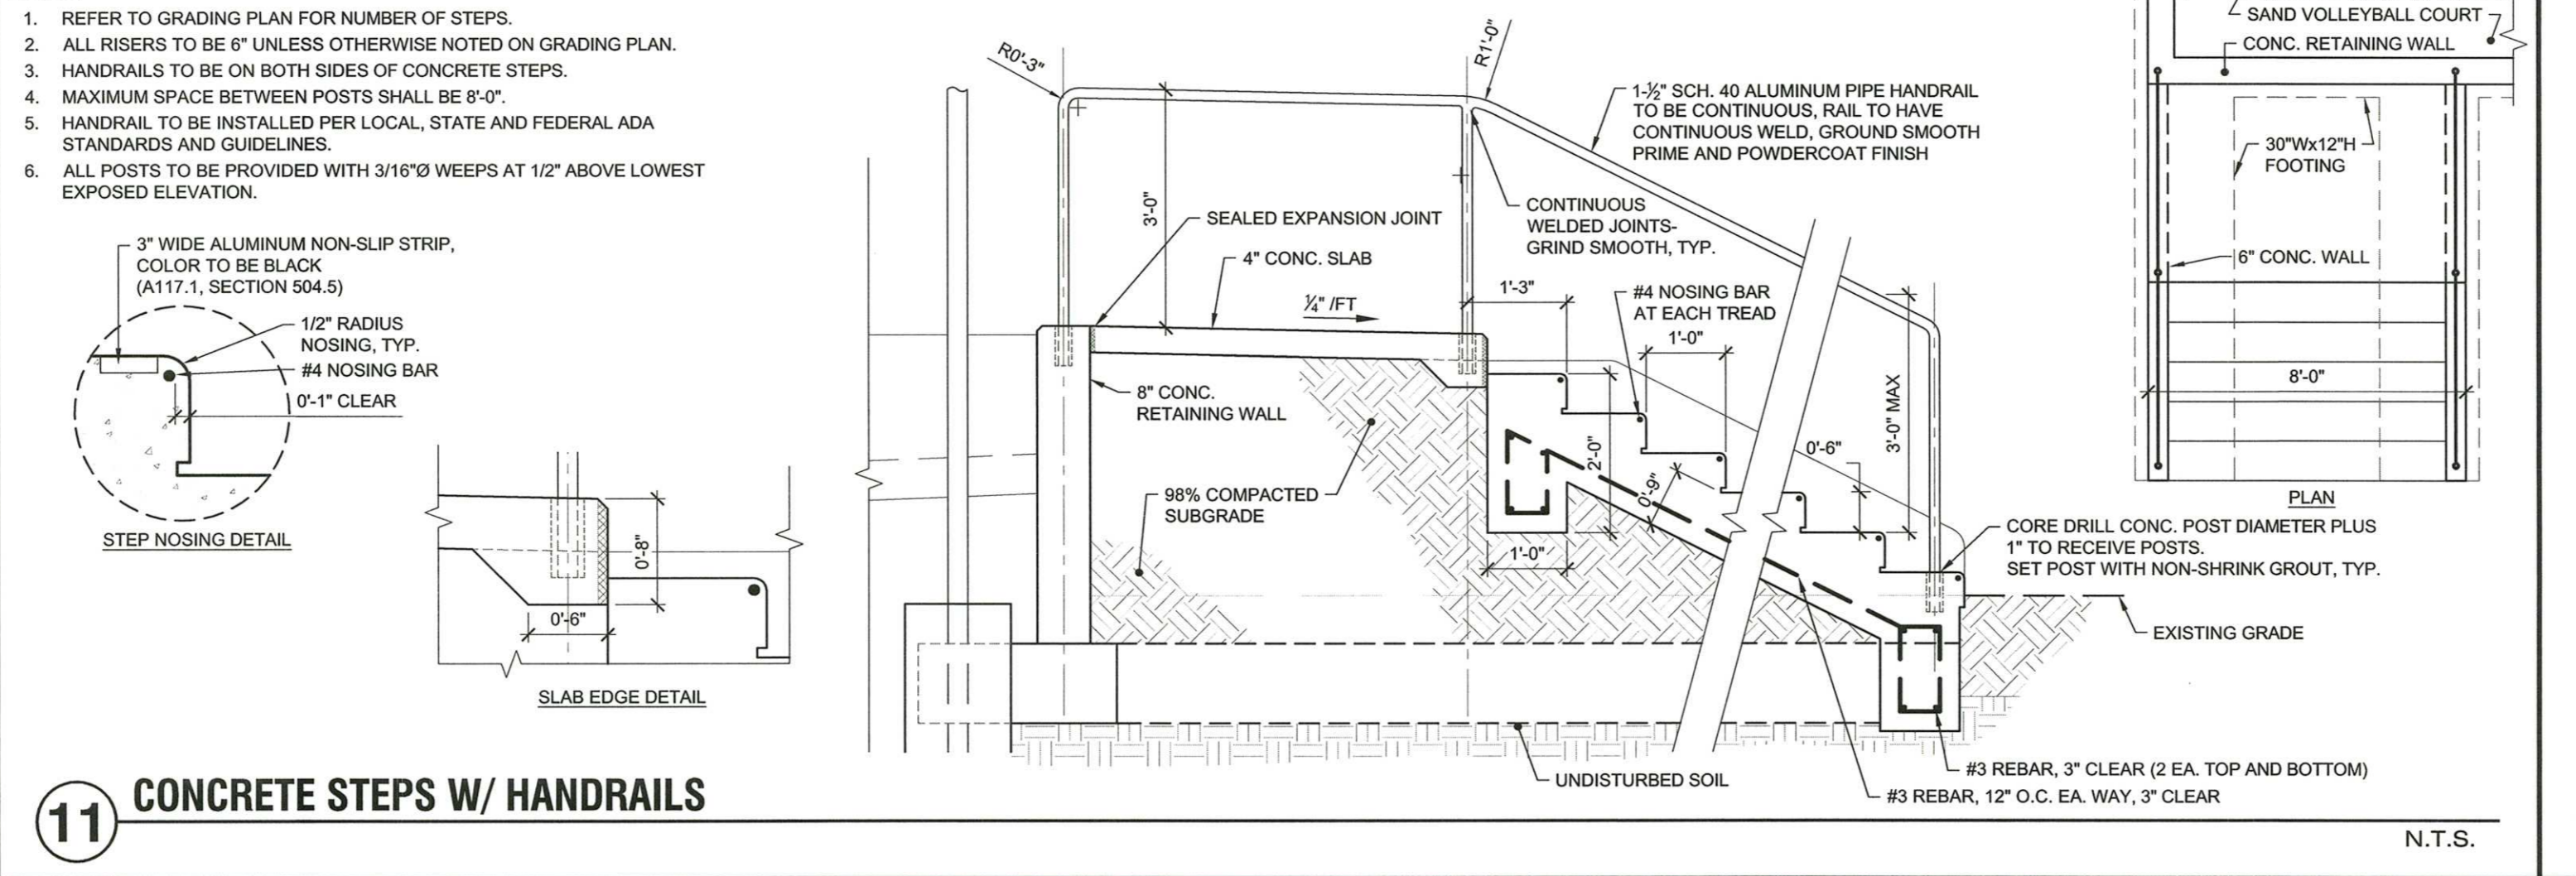 1. REFER TO GRADING PLAN FOR NUMBER OF STEPS.
2. ALL RISERS TO BE 6" UNLESS OTHERWISE NOTED ON GRADING PLAN.
3. HANDRAILS TO BE ON BOTH SIDES OF CONCRETE STEPS.
4. MAXIMUM SPACE BETWEEN POSTS SHALL BE 8'-0".
5. HANDRAIL TO BE INSTALLED PER LOCAL, STATE AND FEDERAL ADA
STANDARDS AND GUIDELINES.
6. ALL POSTS TO BE PROVIDED WITH 3/16"Ø WEEPS AT 1/2" ABOVE LOWEST
EXPOSED ELEVATION.
3" WIDE ALUMINUM NON-SLIP STRIP,
COLOR TO BE BLACK
(A117.1, SECTION 504.5)
1/2" RADIUS
NOSING, TYP.
#4 NOSING BAR
0'-1" CLEAR
STEP NOSING DETAIL
0'-8"
0'-6"
SLAB EDGE DETAIL
R0'-3"
R1'-0"
3'-0"
SEALED EXPANSION JOINT
4" CONC. SLAB
¼" /FT
8" CONC.
RETAINING WALL
98% COMPACTED
SUBGRADE
1-½" SCH. 40 ALUMINUM PIPE HANDRAIL
TO BE CONTINUOUS, RAIL TO HAVE
CONTINUOUS WELD, GROUND SMOOTH
PRIME AND POWDERCOAT FINISH
CONTINUOUS
WELDED JOINTS-
GRIND SMOOTH, TYP.
1'-3"
#4 NOSING BAR
AT EACH TREAD
1'-0"
2'-0"
0'-9"
1'-0"
0'-6"
3'-0" MAX
CORE DRILL CONC. POST DIAMETER PLUS
1" TO RECEIVE POSTS.
SET POST WITH NON-SHRINK GROUT, TYP.
EXISTING GRADE
UNDISTURBED SOIL
#3 REBAR, 3" CLEAR (2 EA. TOP AND BOTTOM)
#3 REBAR, 12" O.C. EA. WAY, 3" CLEAR
SAND VOLLEYBALL COURT
CONC. RETAINING WALL
30"Wx12"H
FOOTING
6" CONC. WALL
8'-0"
PLAN
11 CONCRETE STEPS W/ HANDRAILS
N.T.S.